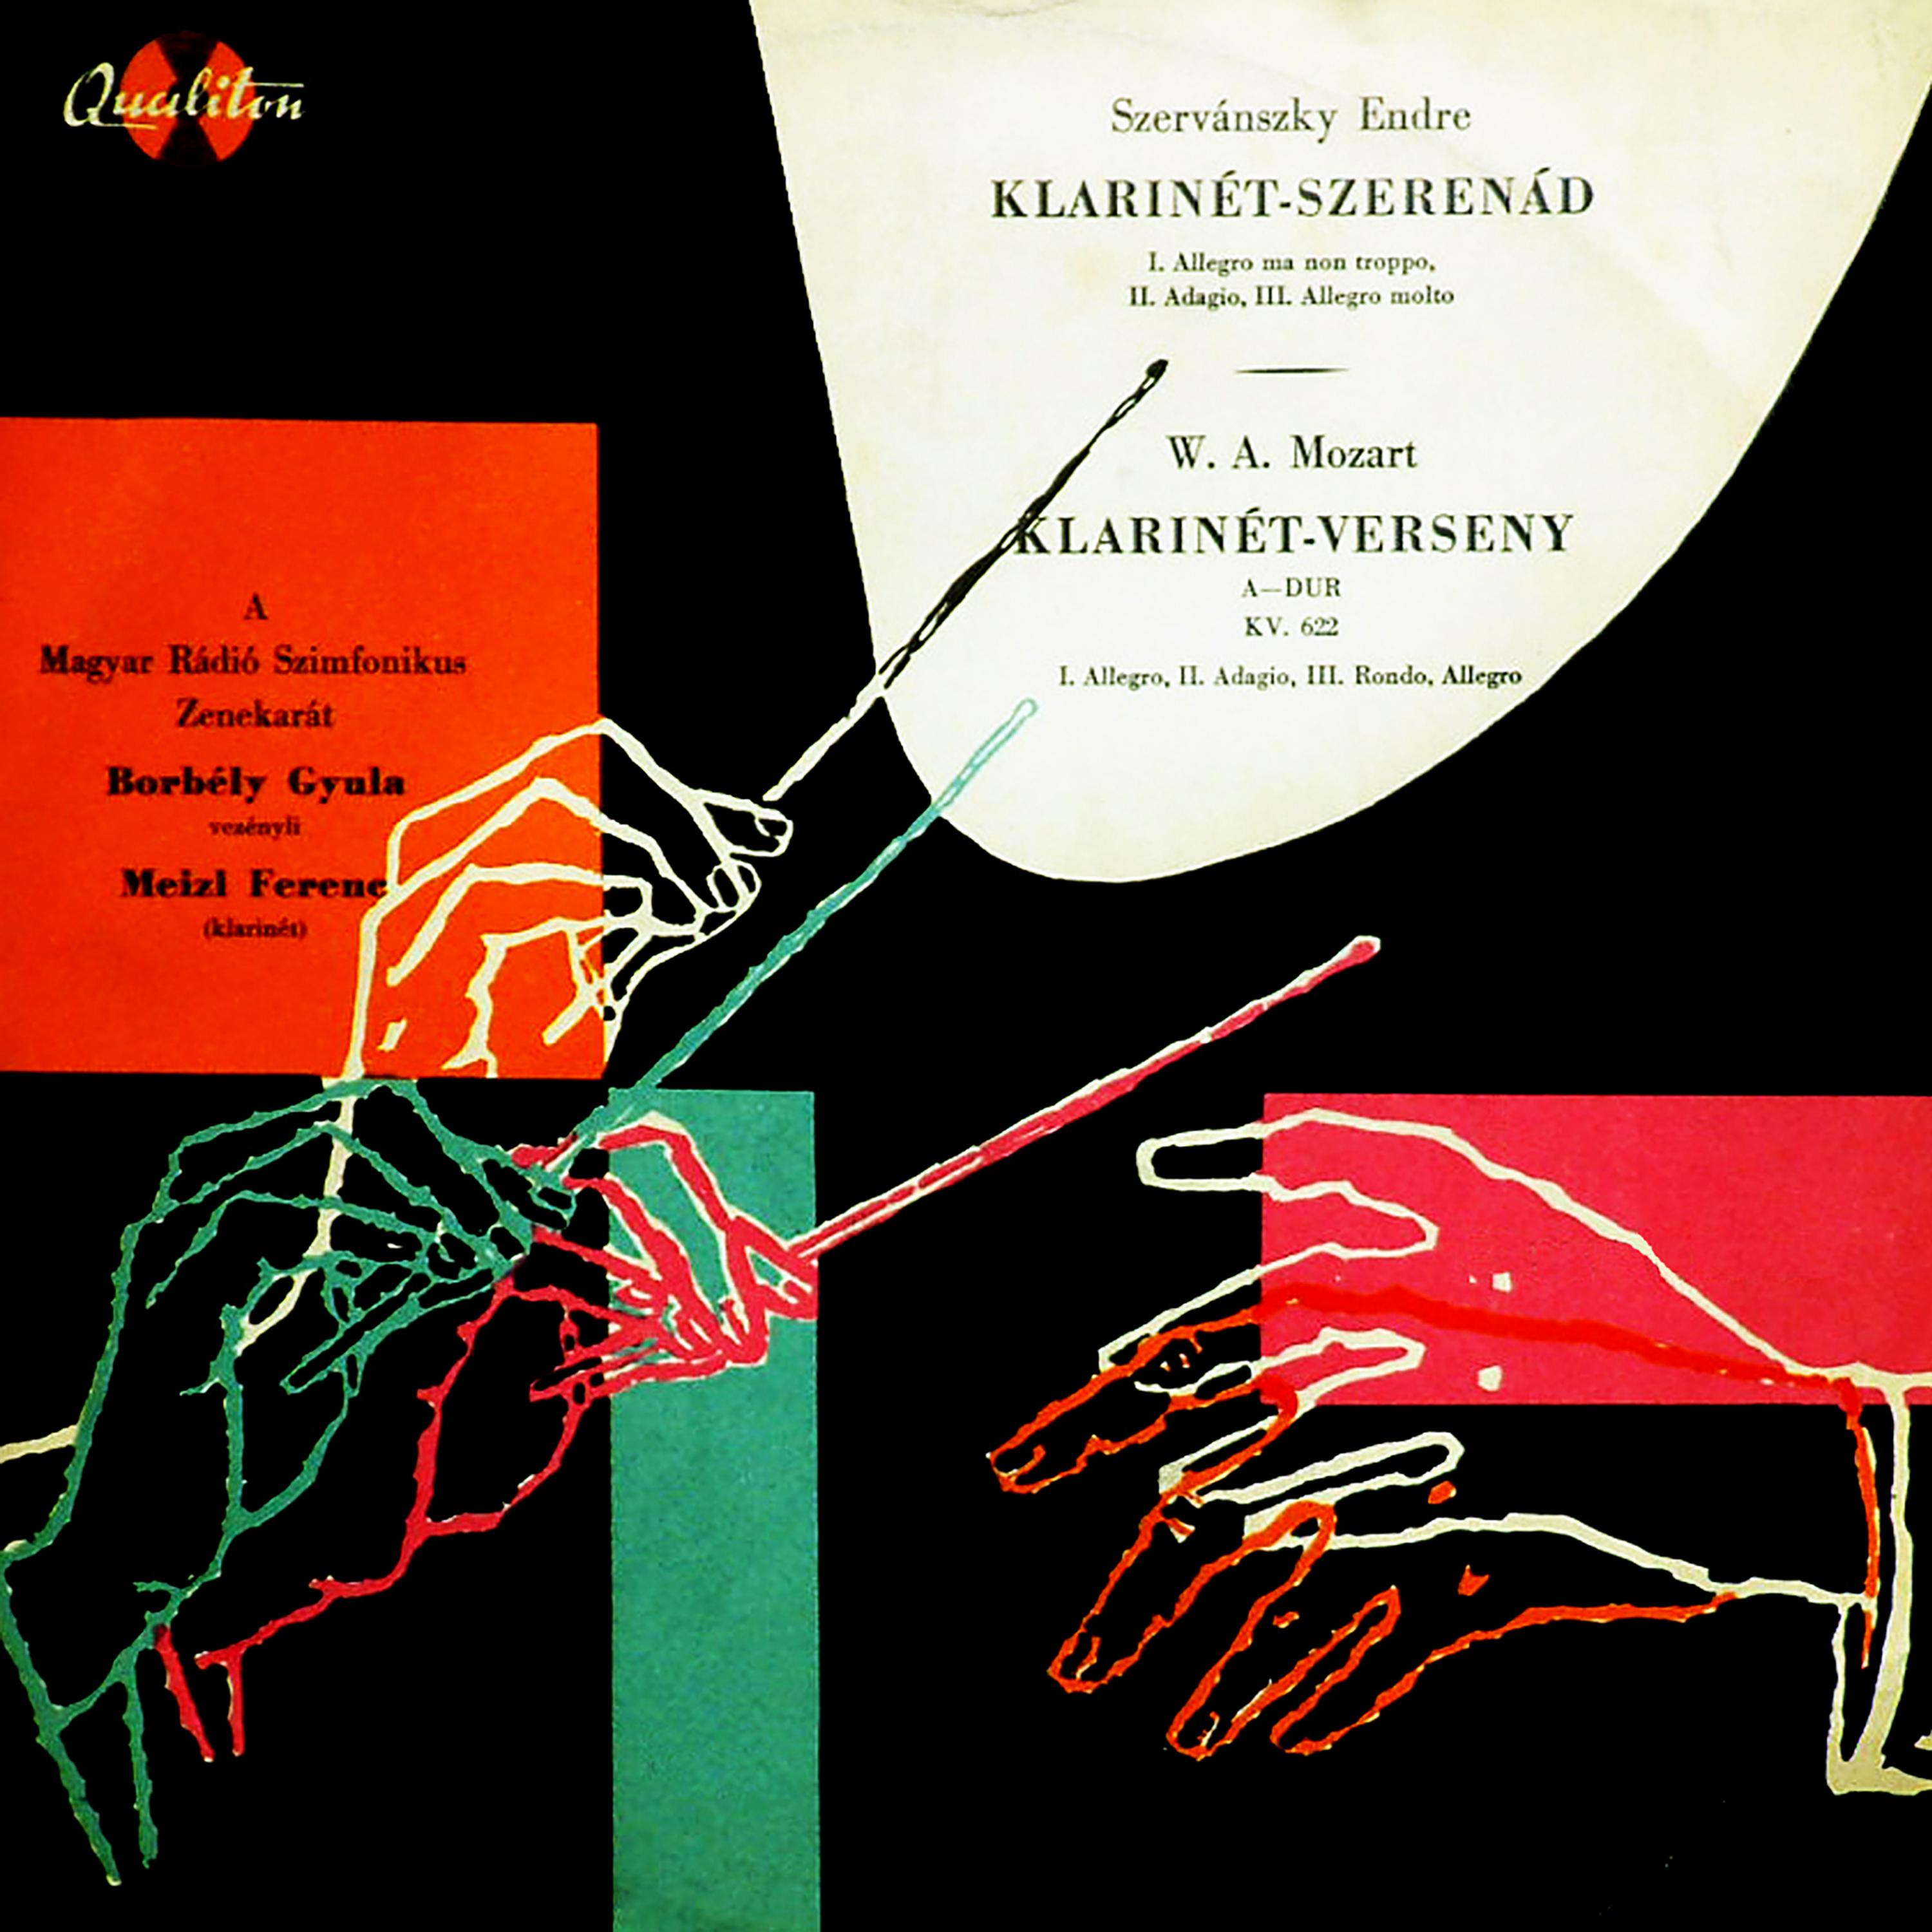 Qualiton
Szervánszky Endre
KLARINÉT-SZERENÁD
I. Allegro ma non troppo,
II. Adagio, III. Allegro molto
W. A. Mozart
KLARINÉT-VERSENY
A—DUR
KV. 622
I. Allegro, II. Adagio, III. Rondo, Allegro
A
Magyar Rádió Szimfonikus
Zenekarát
Borbély Gyula
vezényli
Meizl Ferenc
(klarinét)